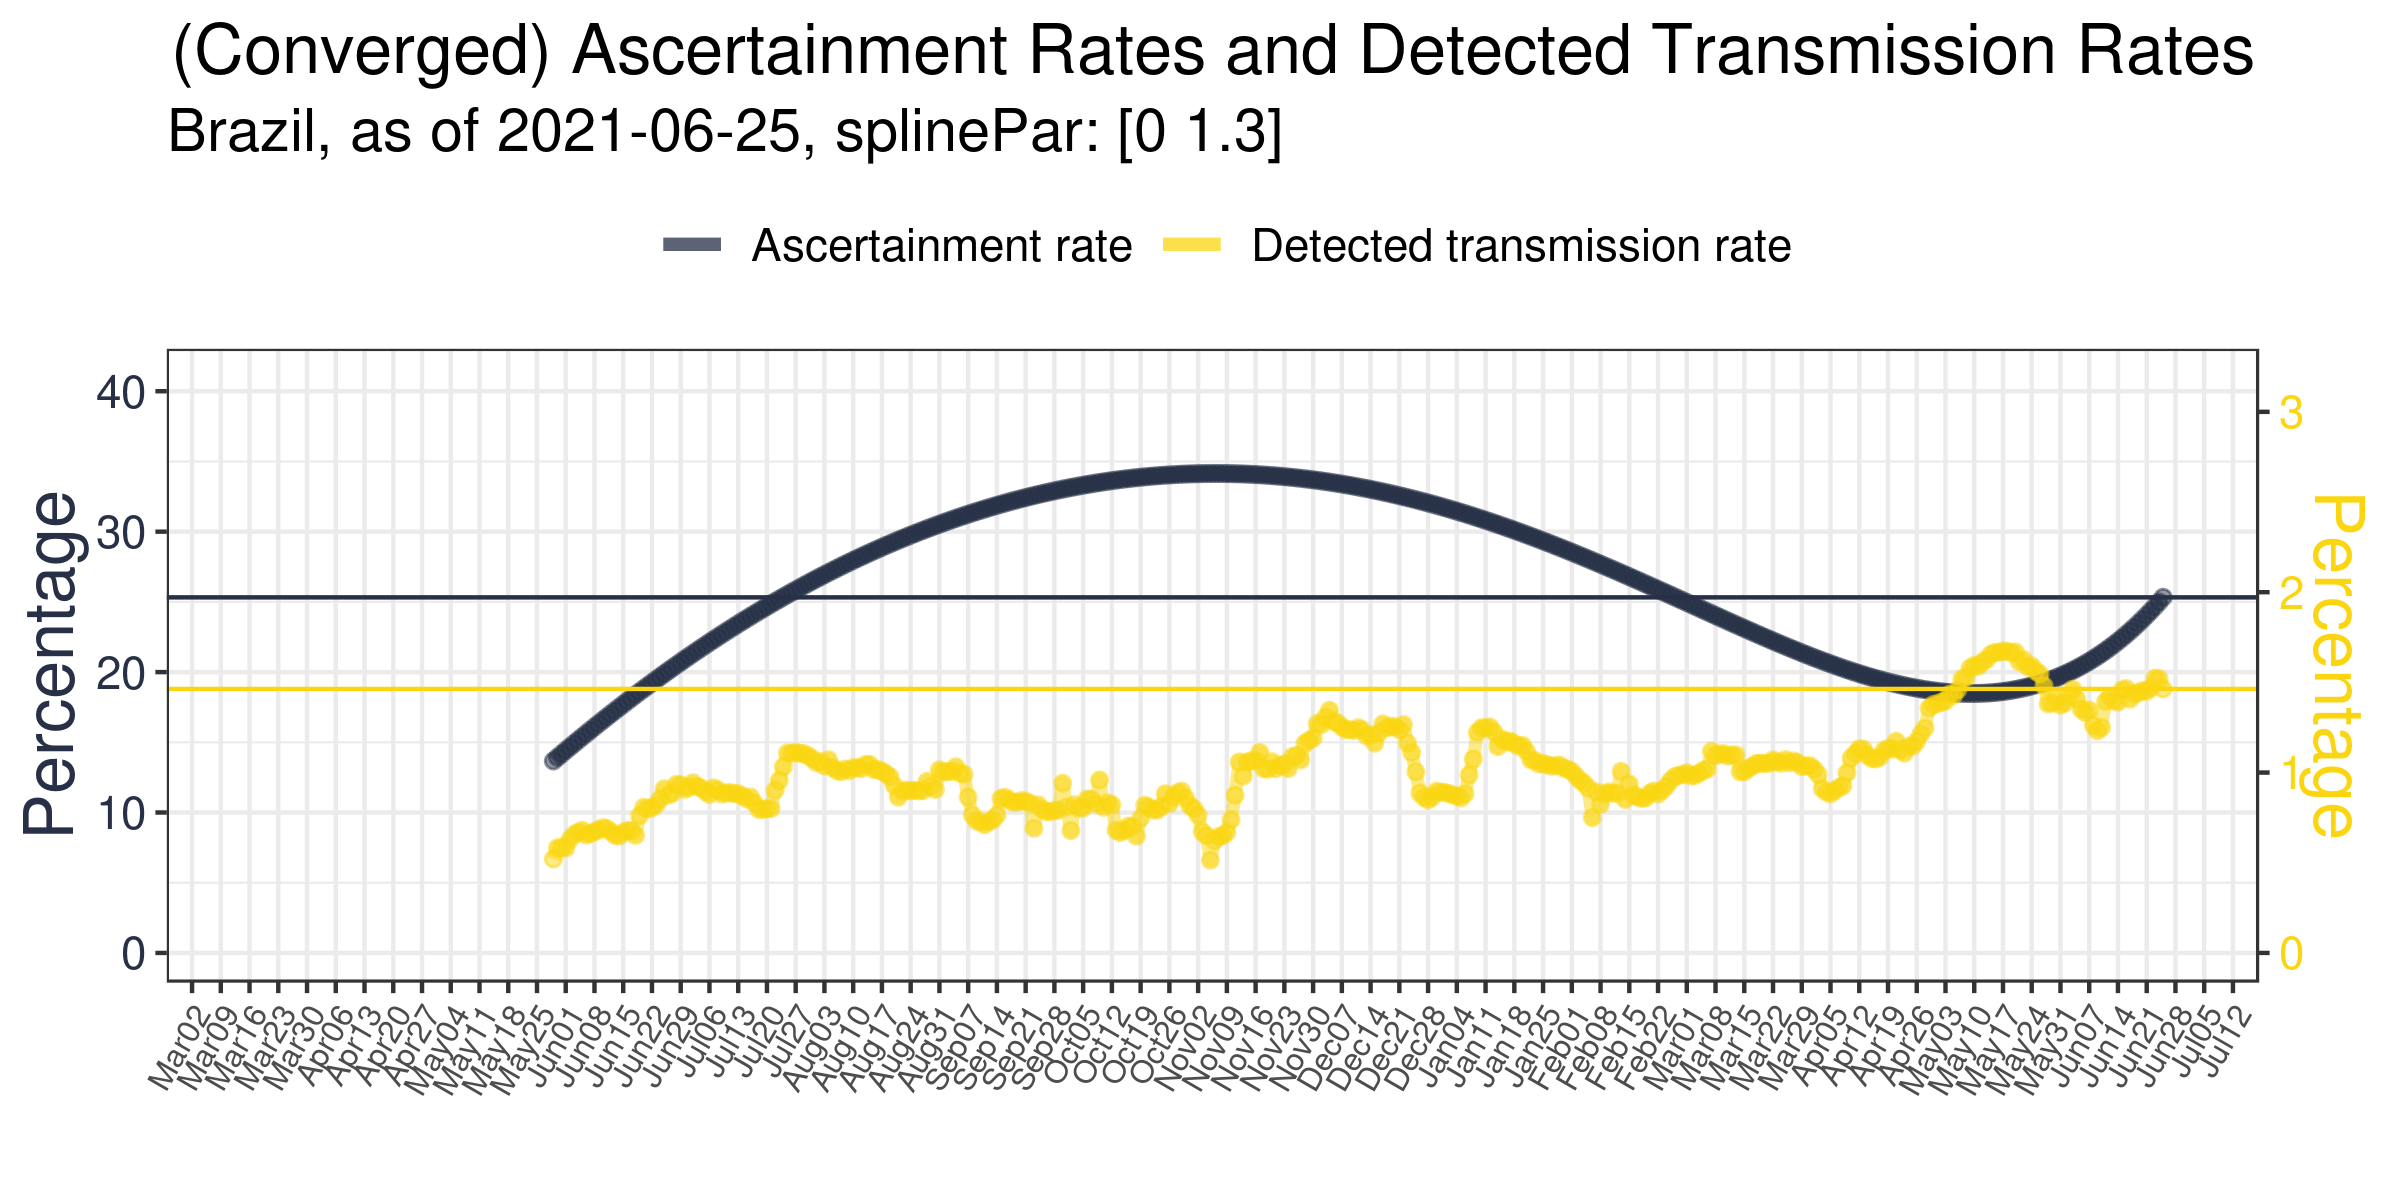 (Converged) Ascertainment Rates and Detected Transmission Rates
Brazil, as of 2021-06-25, splinePar: [0 1.3]
Ascertainment rate
Detected transmission rate
Percentage
40
30
20
10
0
3
2
1
0
Percentage
Mar02
Mar09
Mar16
Mar23
Mar30
Apr06
Apr13
Apr20
Apr27
May04
May11
May18
May25
Jun01
Jun08
Jun15
Jun22
Jun29
Jul06
Jul13
Jul20
Jul27
Aug03
Aug10
Aug17
Aug24
Aug31
Sep07
Sep14
Sep21
Sep28
Oct05
Oct12
Oct19
Oct26
Nov02
Nov09
Nov16
Nov23
Nov30
Dec07
Dec14
Dec21
Dec28
Jan04
Jan11
Jan18
Jan25
Feb01
Feb08
Feb15
Feb22
Mar01
Mar08
Mar15
Mar22
Mar29
Apr05
Apr12
Apr19
Apr26
May03
May10
May17
May24
May31
Jun07
Jun14
Jun21
Jun28
Jul05
Jul12